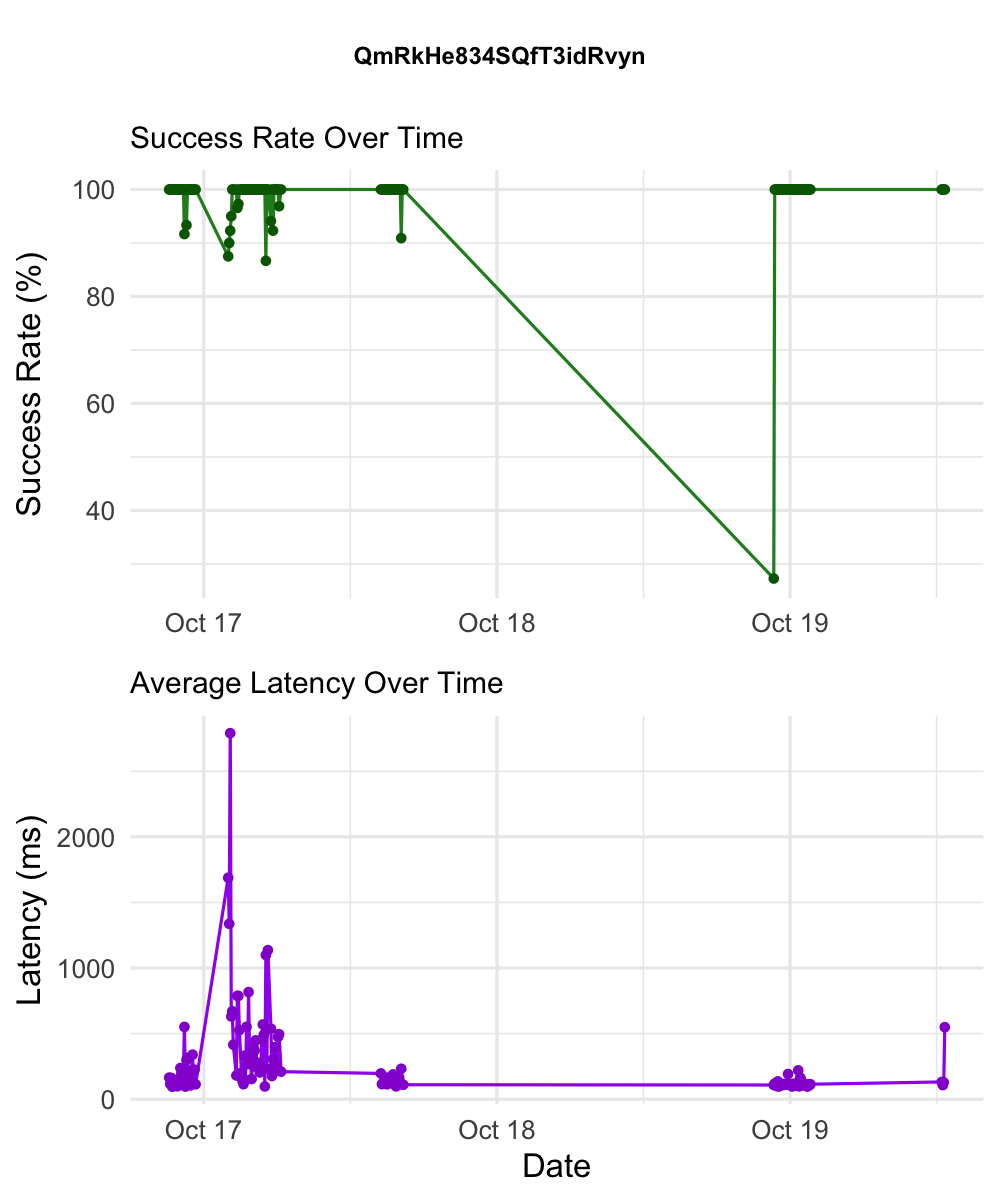 QmRkHe834SQfT3idRvyn
Success Rate Over Time
Success Rate (%)
100
80
60
40
Oct 17 Oct 18 Oct 19
Average Latency Over Time
Latency (ms)
2000
1000
0
Oct 17 Oct 18 Oct 19
Date